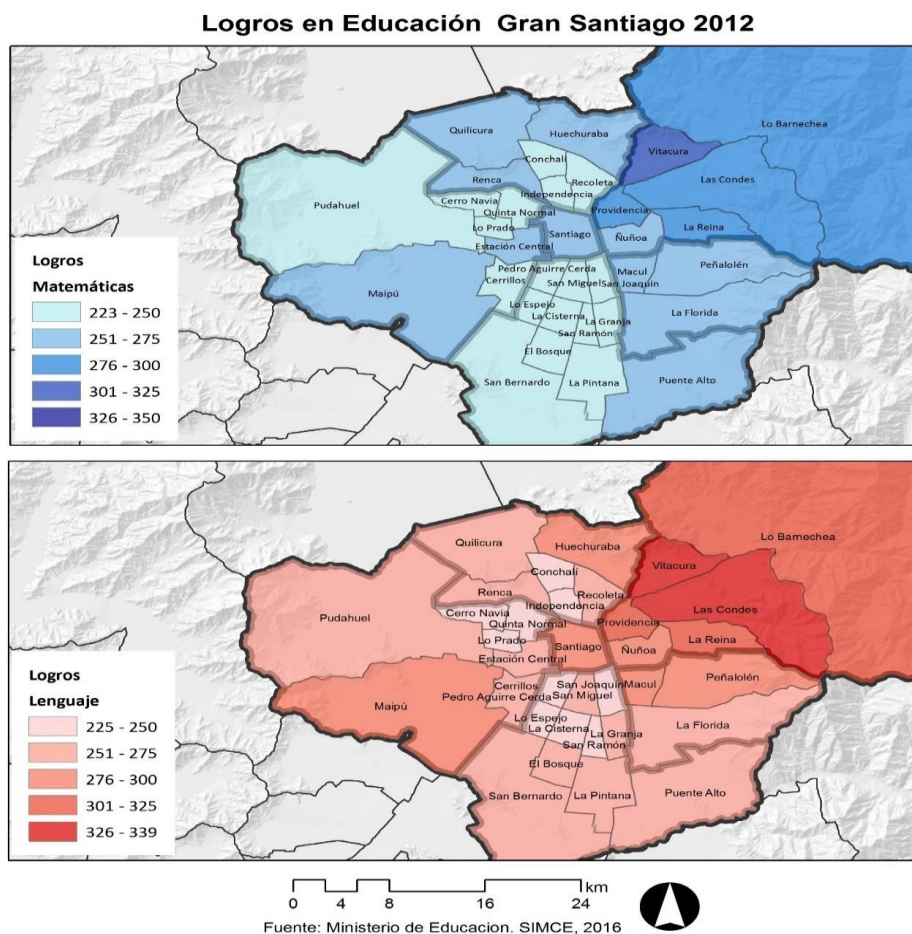 Logros en Educación Gran Santiago 2012
Lo Barnechea
Quilicura
Huechuraba
Vitacura
Conchalí
Las Condes
Renca
Recoleta
Independencia
Cerro Navia
Pudahuel
Quinta Normal
Providencia
Lo Prado
Santiago
Ñuñoa
La Reina
Estación Central
Pedro Aguirre Cerda
Macul
Peñalolén
Cerrillos
San Miguel
San Joaquín
Maipú
Lo Espejo
La Cisterna
La Granja
La Florida
San Ramón
El Bosque
San Bernardo
La Pintana
Puente Alto
Logros
Matemáticas
223 - 250
251 - 275
276 - 300
301 - 325
326 - 350
Lo Barnechea
Quilicura
Huechuraba
Vitacura
Conchalí
Renca
Recoleta
Las Condes
Independencia
Cerro Navia
Pudahuel
Quinta Normal
Providencia
Lo Prado
Santiago
Ñuñoa
La Reina
Estación Central
Cerrillos
San Joaquín
Macul
Peñalolén
Pedro Aguirre Cerda
San Miguel
Maipú
Lo Espejo
La Cisterna
La Granja
La Florida
San Ramón
El Bosque
San Bernardo
La Pintana
Puente Alto
Logros
Lenguaje
225 - 250
251 - 275
276 - 300
301 - 325
326 - 339
km
0 4 8 16 24
Fuente: Ministerio de Educacion. SIMCE, 2016